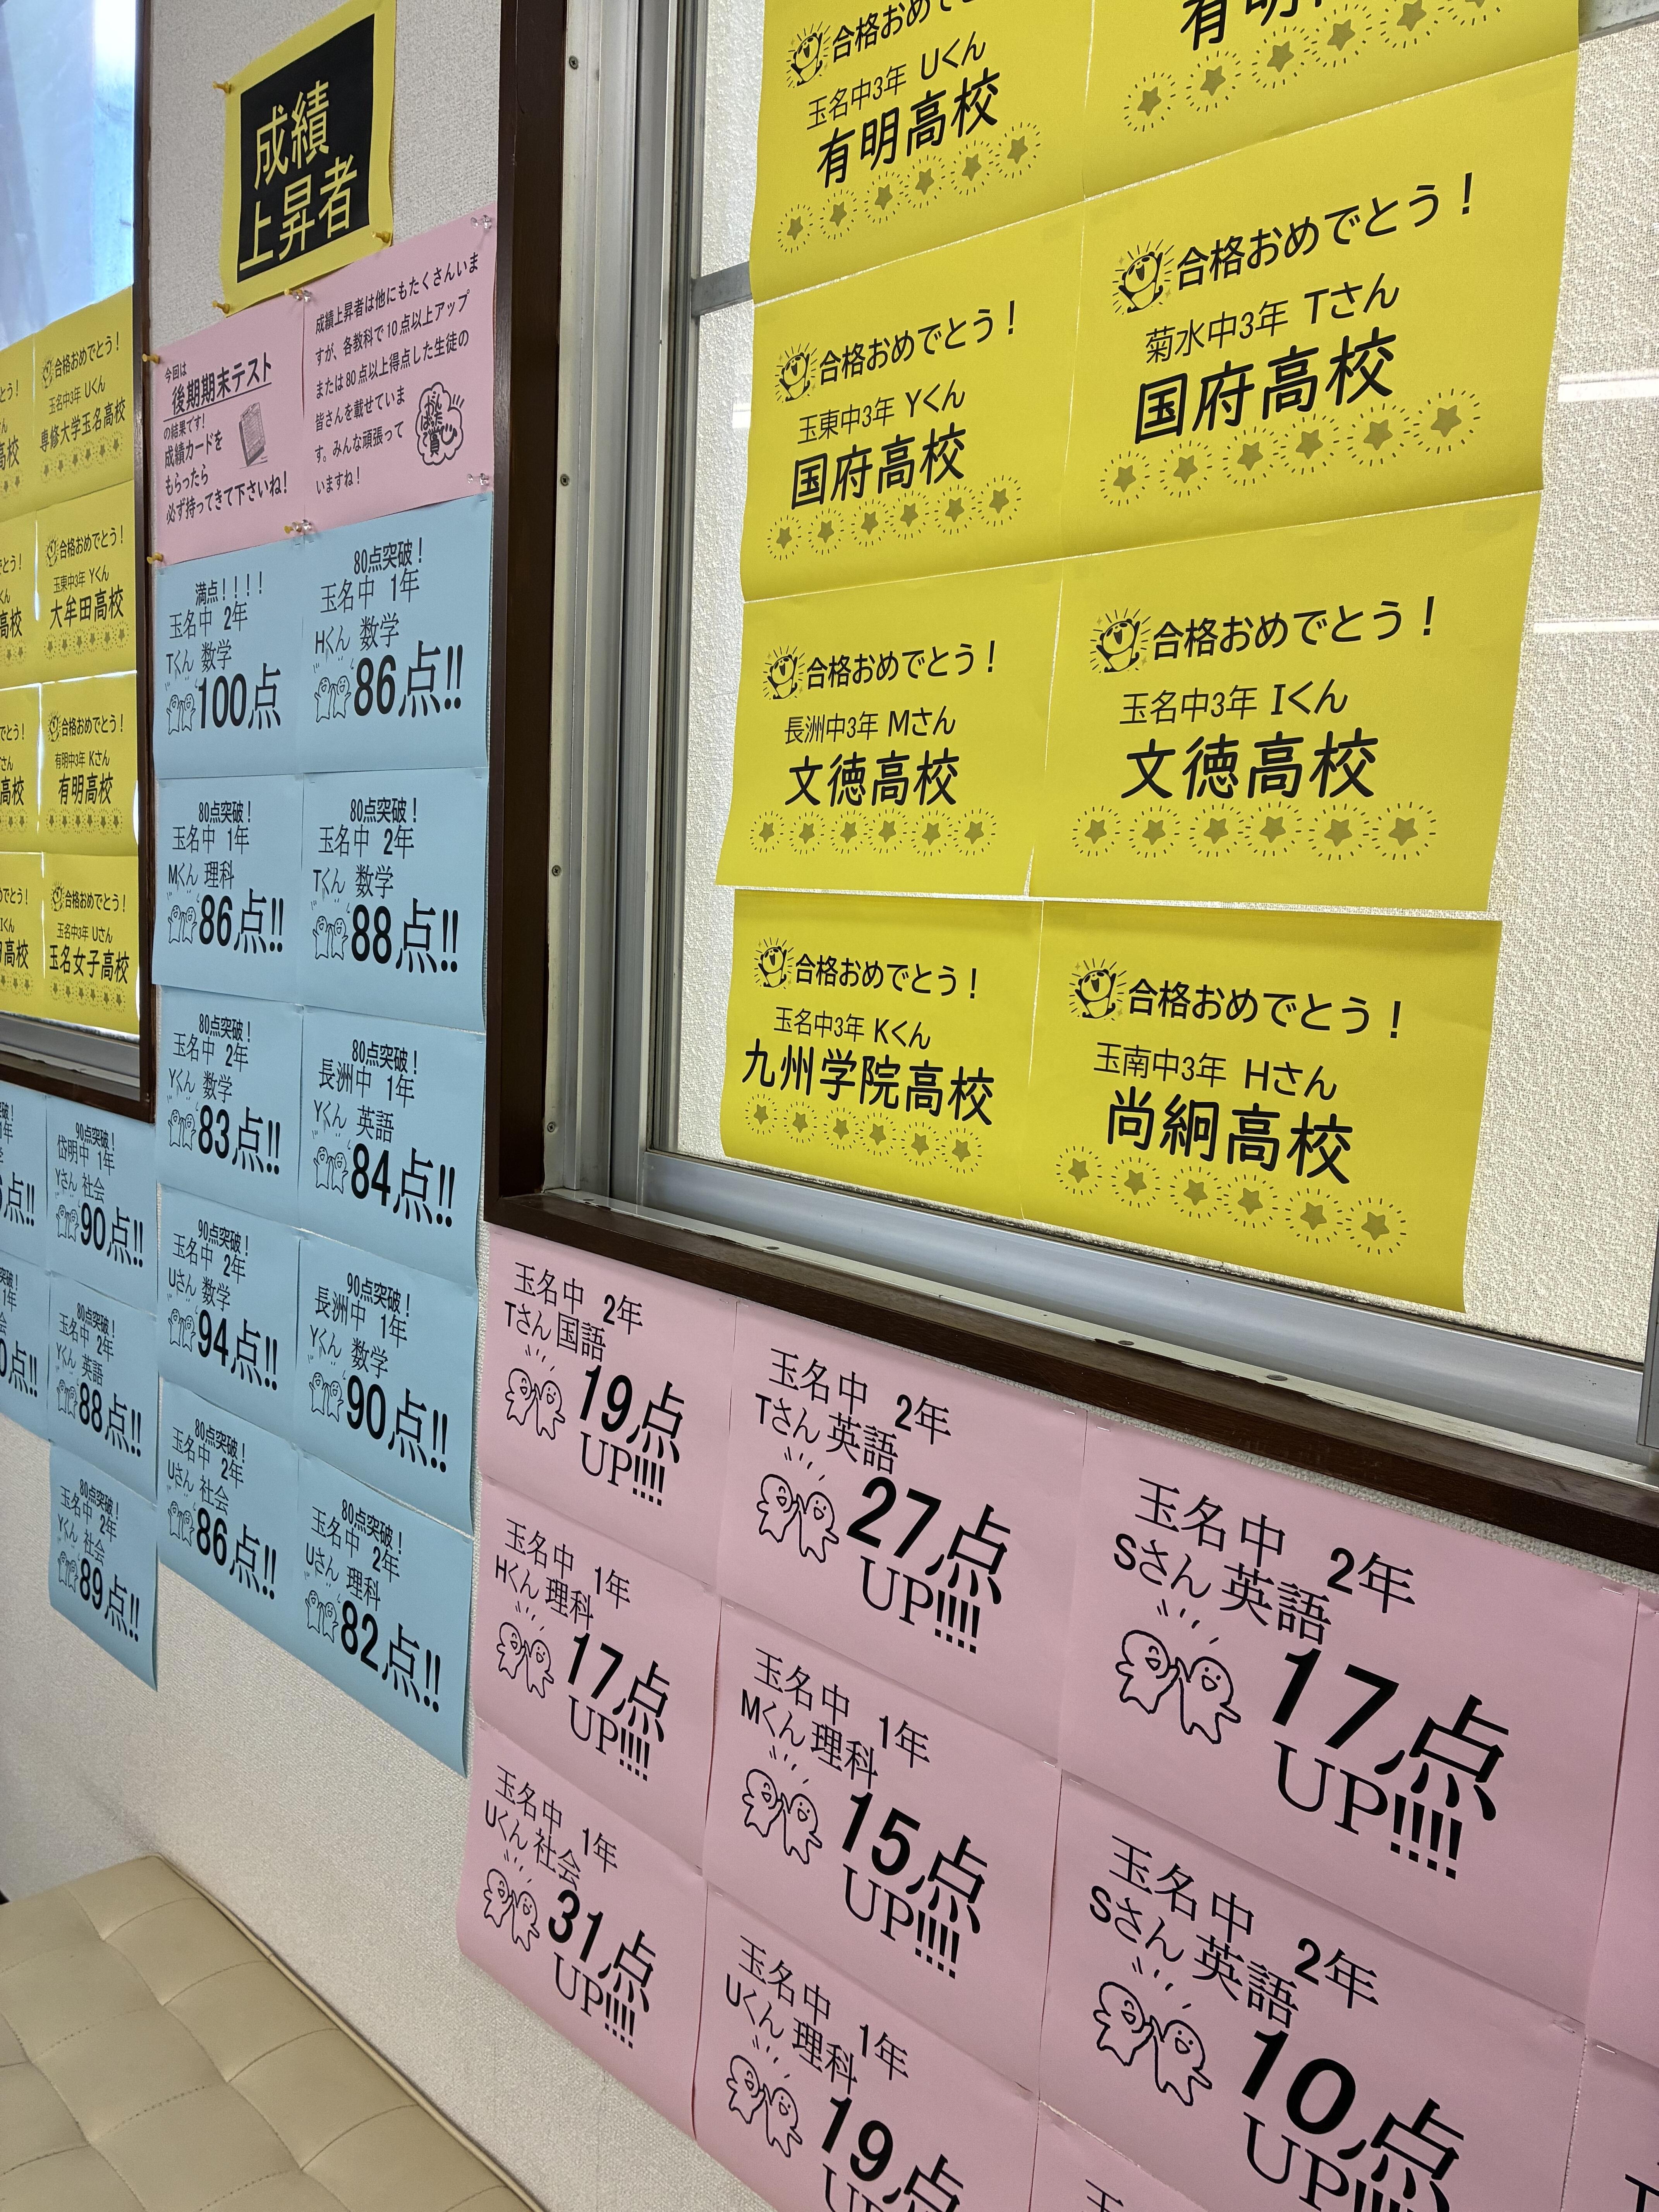 成績
上昇者
今回は
後期期末テスト
の結果です!
成績カードを
もらったら
必ず持ってきて下さいね!
成績上昇者は他にもたくさんいま
すが、各教科で10点以上アップ
または80点以上得点した生徒の
皆さんを載せていま
す。みんな頑張って
いますね!
がんばったで賞
合格おめでとう!
玉名中3年 Uくん
専修大学玉名高校
合格おめでとう!
玉東中3年 Yくん
大牟田高校
合格おめでとう!
有明中3年 Kさん
有明高校
合格おめでとう!
玉名中3年 Uさん
玉名女子高校
満点!!!!
玉名中 2年
Tくん 数学
100点
80点突破!
玉名中 1年
Hくん 数学
86点!!
80点突破!
玉名中 1年
Mくん 理科
86点!!
80点突破!
玉名中 2年
Tくん 数学
88点!!
80点突破!
玉名中 2年
Yくん 数学
83点!!
80点突破!
長洲中 1年
Yくん 英語
84点!!
90点突破!
玉名中 2年
Uさん 数学
94点!!
90点突破!
長洲中 1年
Yくん 数学
90点!!
80点突破!
玉名中 2年
Uさん 社会
86点!!
80点突破!
玉名中 2年
Uさん 理科
82点!!
90点突破!
岱明中 1年
Yさん 社会
90点!!
80点突破!
玉名中 2年
Yくん 英語
88点!!
80点突破!
玉名中 2年
Yくん 社会
89点!!
合格おめでとう
玉名中3年 Uくん
有明高校
有明
合格おめでとう!
玉東中3年 Yくん
国府高校
合格おめでとう!
菊水中3年 Tさん
国府高校
合格おめでとう!
長洲中3年 Mさん
文徳高校
合格おめでとう!
玉名中3年 Iくん
文徳高校
合格おめでとう!
玉名中3年 Kくん
九州学院高校
合格おめでとう!
玉南中3年 Hさん
尚絅高校
玉名中 2年
Tさん 国語
19点
UP!!!!
玉名中 2年
Tさん 英語
27点
UP!!!!
玉名中 2年
Sさん 英語
17点
UP!!!!
玉名中 1年
Hくん 理科
17点
UP!!!!
玉名中 1年
Mくん 理科
15点
UP!!!!
玉名中 2年
Sさん 英語
10点
UP!!!!
玉名中 1年
Uくん 社会
31点
UP!!!!
玉名中 1年
Uくん 理科
19点
UP!!!!